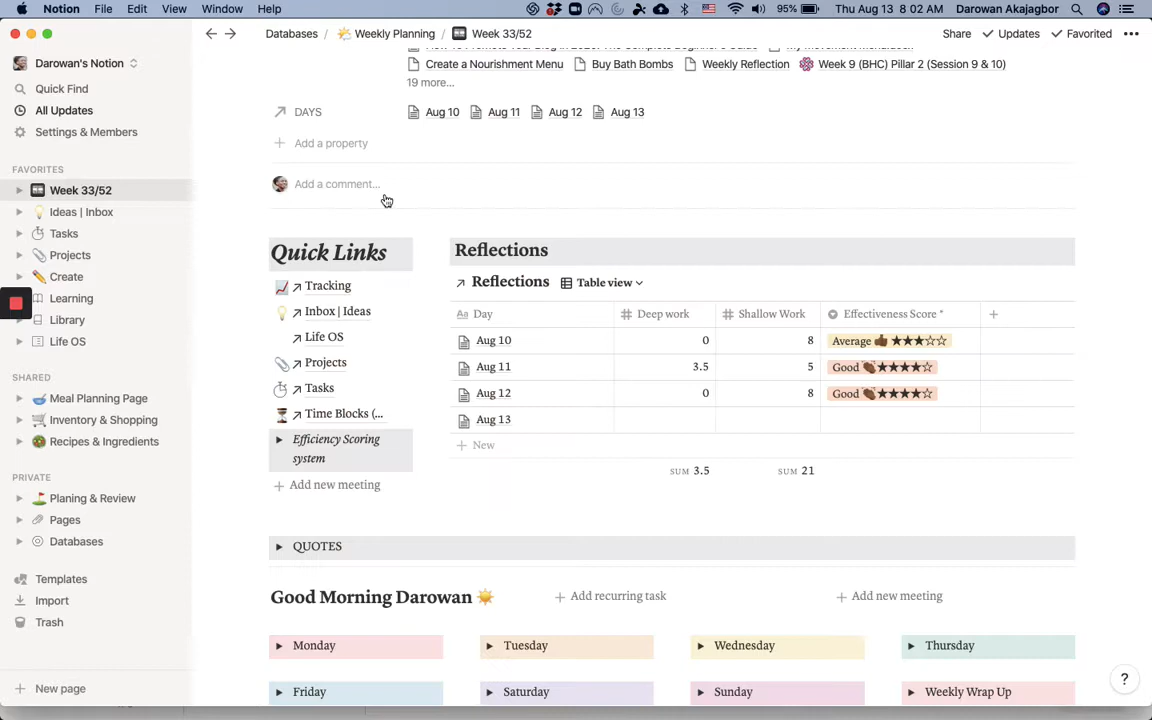 Notion File Edit View Window Help 95% Thu Aug 13 8:02 AM Darowan Akajagbor
Databases / Weekly Planning / Week 33/52 Share Updates Favorited
Darowan's Notion
Quick Find
All Updates
Settings & Members
FAVORITES
Week 33/52
Ideas | Inbox
Tasks
Projects
Create
Learning
Library
Life OS
SHARED
Meal Planning Page
Inventory & Shopping
Recipes & Ingredients
PRIVATE
Planing & Review
Pages
Databases
Templates
Import
Trash
New page
Create a Nourishment Menu Buy Bath Bombs Weekly Reflection Week 9 (BHC) Pillar 2 (Session 9 & 10)
19 more...
DAYS Aug 10 Aug 11 Aug 12 Aug 13
Add a property
Add a comment...
Quick Links
Tracking
Inbox | Ideas
Life OS
Projects
Tasks
Time Blocks (...
Efficiency Scoring
system
Add new meeting
Reflections
Reflections Table view
Aa Day # Deep work # Shallow Work Effectiveness Score * +
Aug 10 0 8 Average ★★★☆☆
Aug 11 3.5 5 Good ★★★★☆
Aug 12 0 8 Good ★★★★☆
Aug 13
+ New
SUM 3.5 SUM 21
QUOTES
Good Morning Darowan + Add recurring task + Add new meeting
Monday Tuesday Wednesday Thursday
Friday Saturday Sunday Weekly Wrap Up
?